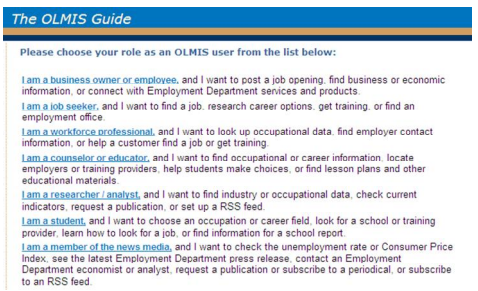 The OLMIS Guide
Please choose your role as an OLMIS user from the list below:
I am a business owner or employee, and I want to post a job opening, find business or economic
information, or connect with Employment Department services and products.
I am a job seeker, and I want to find a job, research career options, get training, or find an
employment office.
I am a workforce professional, and I want to look up occupational data, find employer contact
information, or help a customer find a job or get training.
I am a counselor or educator, and I want to find occupational or career information, locate
employers or training providers, help students make choices, or find lesson plans and other
educational materials.
I am a researcher / analyst, and I want to find industry or occupational data, check current
indicators, request a publication, or set up a RSS feed.
I am a student, and I want to choose an occupation or career field, look for a school or training
provider, learn how to look for a job, or find information for a school report.
I am a member of the news media, and I want to check the unemployment rate or Consumer Price
Index, see the latest Employment Department press release, contact an Employment
Department economist or analyst, request a publication or subscribe to a periodical, or subscribe
to an RSS feed.